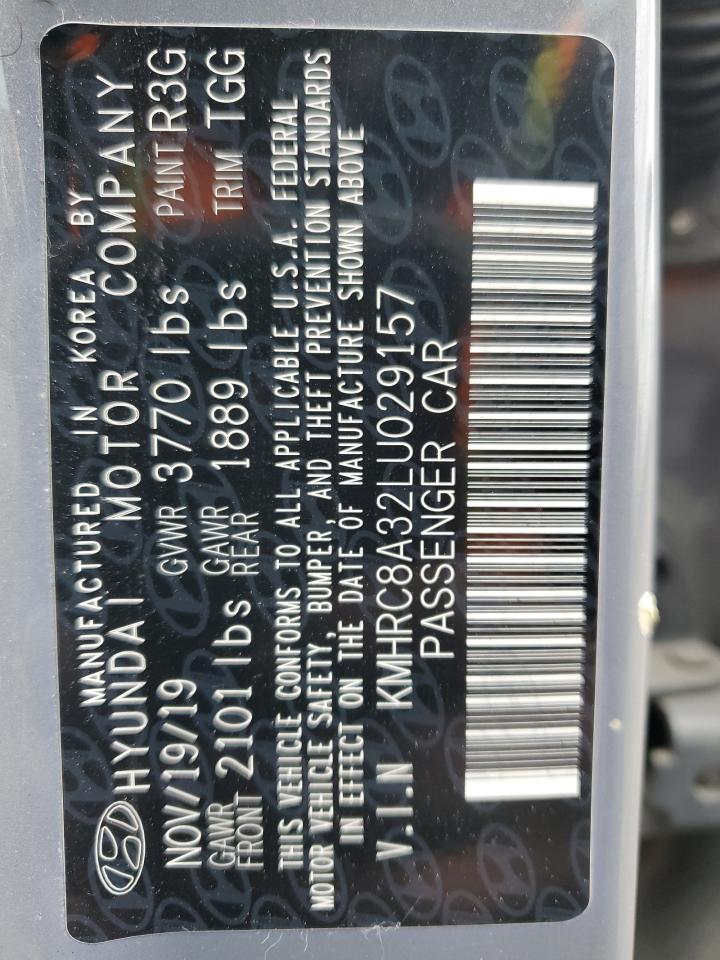 MANUFACTURED IN KOREA BY
HYUNDAI MOTOR COMPANY
NOV/19/19 GVWR 3770 lbs PAINT R3G
GAWR FRONT 2101 lbs GAWR REAR 1889 lbs TRIM TGG
THIS VEHICLE CONFORMS TO ALL APPLICABLE U.S.A. FEDERAL
MOTOR VEHICLE SAFETY, BUMPER, AND THEFT PREVENTION STANDARDS
IN EFFECT ON THE DATE OF MANUFACTURE SHOWN ABOVE
V.I.N KMHRC8A32LU029157
PASSENGER CAR